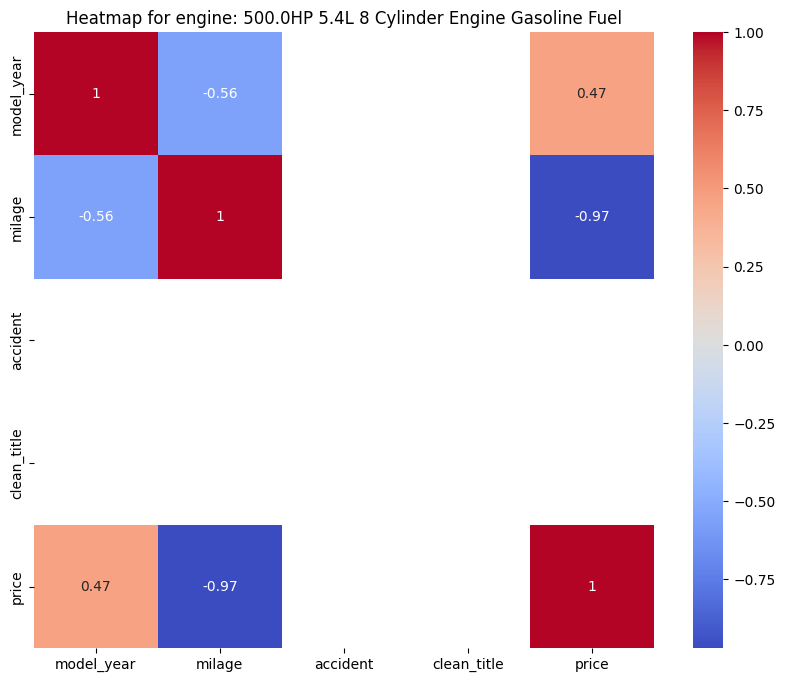 Heatmap for engine: 500.0HP 5.4L 8 Cylinder Engine Gasoline Fuel
model_year
1
-0.56
0.47
milage
-0.56
1
-0.97
accident
clean_title
price
0.47
-0.97
1
model_year
milage
accident
clean_title
price
1.00
0.75
0.50
0.25
0.00
−0.25
−0.50
−0.75